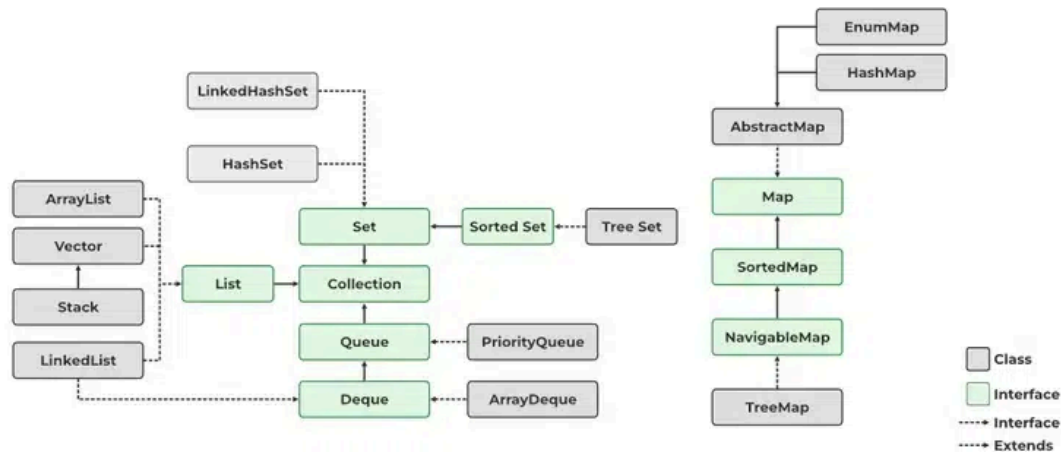 EnumMap
HashMap
LinkedHashSet
AbstractMap
HashSet
ArrayList
Map
Vector
Set
Sorted Set
Tree Set
List
Collection
SortedMap
Stack
LinkedList
Queue
PriorityQueue
NavigableMap
Deque
ArrayDeque
TreeMap
Class
Interface
Interface
Extends